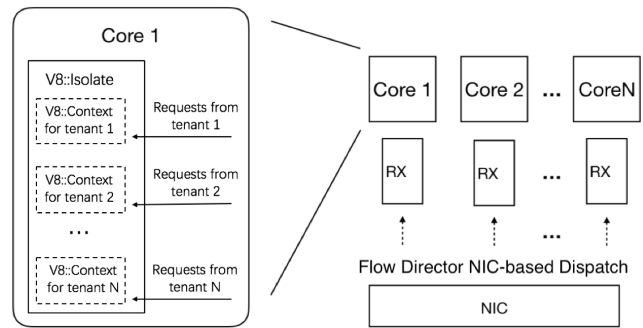 Core 1
V8::Isolate
V8::Context
for tenant 1
Requests from
tenant 1
V8::Context
for tenant 2
Requests from
tenant 2
...
V8::Context
for tenant N
Requests from
tenant N
Core 1
Core 2
...
CoreN
RX
RX
...
RX
...
Flow Director NIC-based Dispatch
NIC